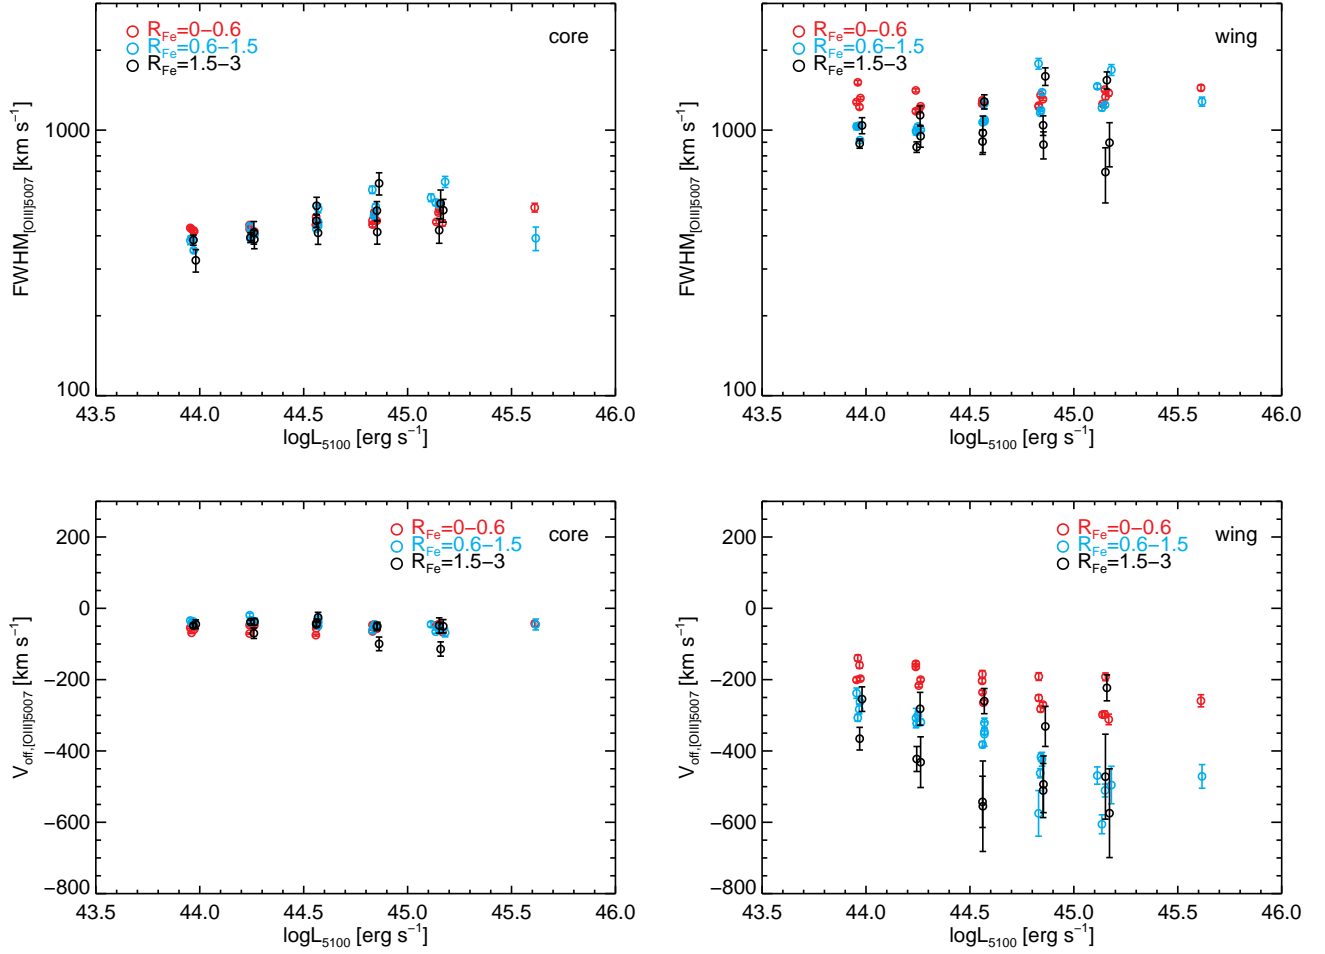 R_Fe=0−0.6
R_Fe=0.6−1.5
R_Fe=1.5−3
core
1000
100
FWHM_[OIII]5007 [km s⁻¹]
43.5 44.0 44.5 45.0 45.5 46.0
logL_5100 [erg s⁻¹]
R_Fe=0−0.6
R_Fe=0.6−1.5
R_Fe=1.5−3
wing
1000
100
FWHM_[OIII]5007 [km s⁻¹]
43.5 44.0 44.5 45.0 45.5 46.0
logL_5100 [erg s⁻¹]
R_Fe=0−0.6
R_Fe=0.6−1.5
R_Fe=1.5−3
core
200
0
−200
−400
−600
−800
V_off,[OIII]5007 [km s⁻¹]
43.5 44.0 44.5 45.0 45.5 46.0
logL_5100 [erg s⁻¹]
R_Fe=0−0.6
R_Fe=0.6−1.5
R_Fe=1.5−3
wing
200
0
−200
−400
−600
−800
V_off,[OIII]5007 [km s⁻¹]
43.5 44.0 44.5 45.0 45.5 46.0
logL_5100 [erg s⁻¹]